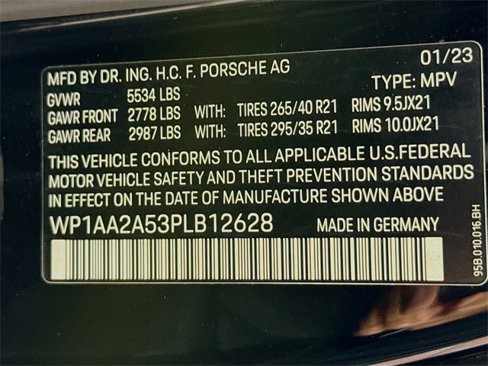 01/23
MFD BY DR. ING. H.C. F. PORSCHE AG
TYPE: MPV
GVWR 5534 LBS
GAWR FRONT 2778 LBS WITH: TIRES 265/40 R21 RIMS 9.5JX21
GAWR REAR 2987 LBS WITH: TIRES 295/35 R21 RIMS 10.0JX21
THIS VEHICLE CONFORMS TO ALL APPLICABLE U.S.FEDERAL
MOTOR VEHICLE SAFETY AND THEFT PREVENTION STANDARDS
IN EFFECT ON THE DATE OF MANUFACTURE SHOWN ABOVE
WP1AA2A53PLB12628 MADE IN GERMANY
95B.010.016.BH